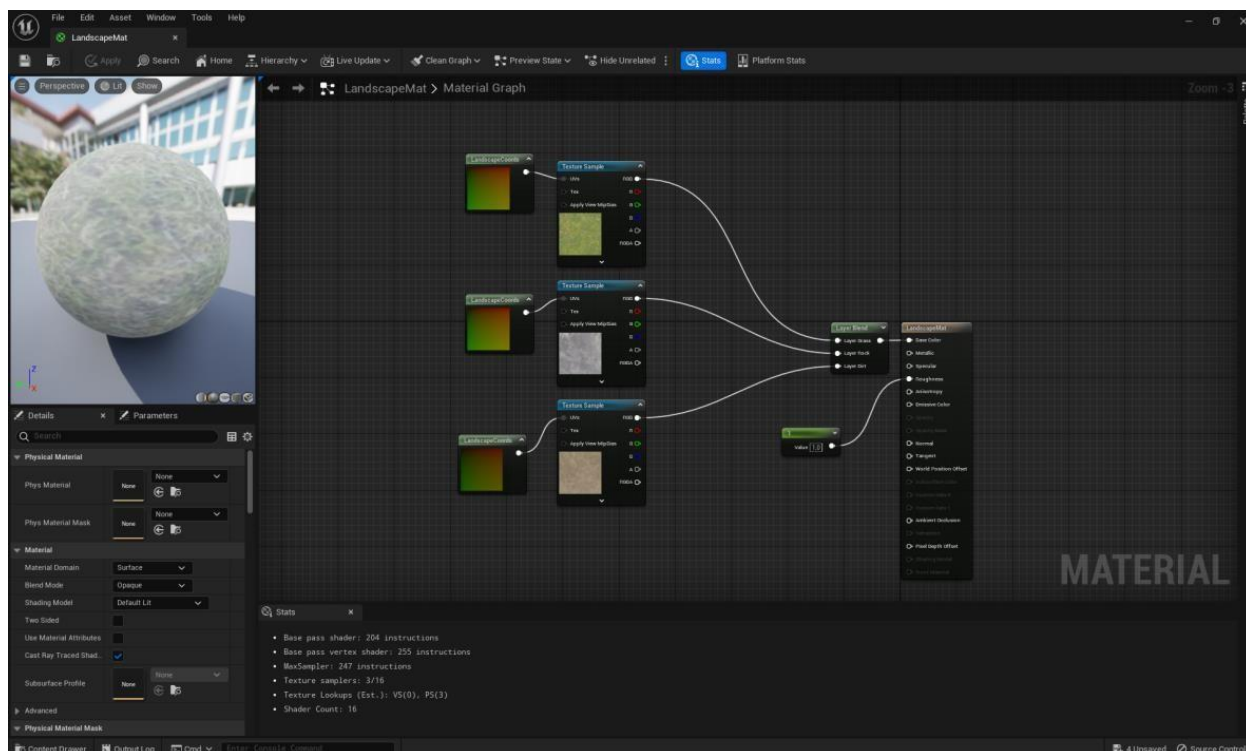 File Edit Asset Window Tools Help
LandscapeMat
Apply Search Home Hierarchy Live Update Clean Graph Preview State Hide Unrelated Stats Platform Stats
Perspective Lit Show
LandscapeMat > Material Graph Zoom -3
LandscapeCoords
Texture Sample
UVs RGB
Tex R
Apply View MipBias G
B
A
RGBA
LandscapeCoords
Texture Sample
UVs RGB
Tex R
Apply View MipBias G
B
A
RGBA
Layer Blend
Layer Grass
Layer Rock
Layer Dirt
LandscapeMat
Base Color
Metallic
Specular
Roughness
Anisotropy
Emissive Color
Normal
Tangent
World Position Offset
Ambient Occlusion
Pixel Depth Offset
LandscapeCoords
Texture Sample
UVs RGB
Tex R
Apply View MipBias G
B
A
RGBA
1
Value 1.0
MATERIAL
Z
X
Details Parameters
Search
Physical Material
Phys Material None None
Phys Material Mask None None
Material
Material Domain Surface
Blend Mode Opaque
Shading Model Default Lit
Two Sided
Use Material Attributes
Cast Ray Traced Shad..
Subsurface Profile None None
Advanced
Physical Material Mask
Stats
Base pass shader: 204 instructions
Base pass vertex shader: 255 instructions
MaxSampler: 247 instructions
Texture samplers: 3/16
Texture Lookups (Est.): VS(0), PS(3)
Shader Count: 16
Content Drawer Output Log Cmd Enter Console Command 4 Unsaved Source Control